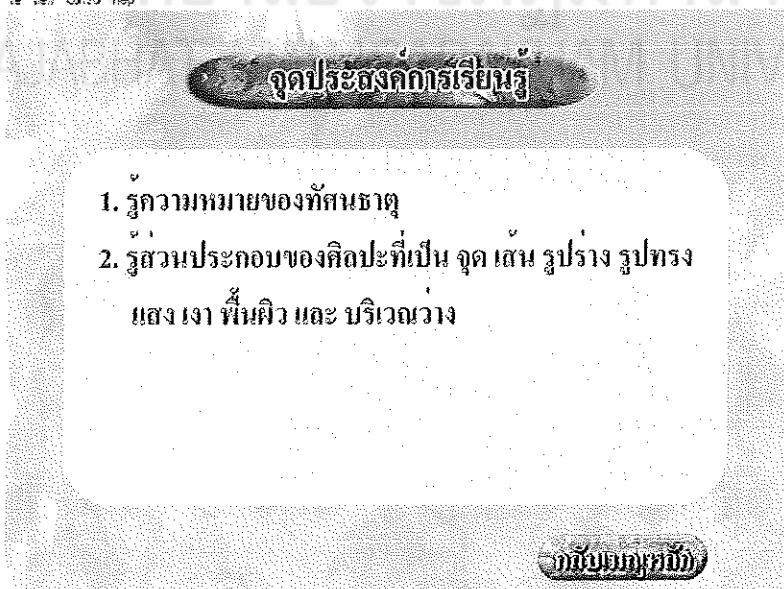 จุดประสงค์การเรียนรู้
1. รู้ความหมายของทัศนธาตุ
2. รู้ส่วนประกอบของศิลปะที่เป็น จุด เส้น รูปร่าง รูปทรง
แสง เงา พื้นผิว และ บริเวณว่าง
กลับเมนูหลัก